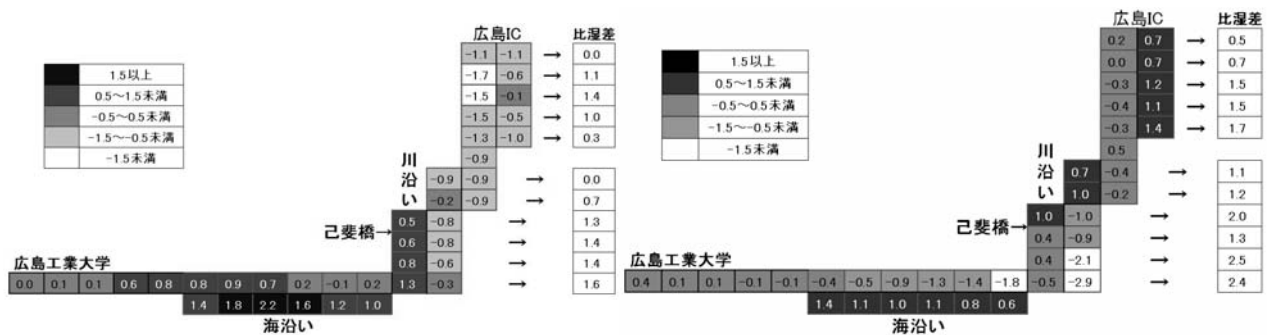 広島IC 比湿差
-1.1 -1.1 → 0.0
1.5以上 -1.7 -0.6 → 1.1
0.5～1.5未満 -1.5 -0.1 → 1.4
-0.5～0.5未満 -1.5 -0.5 → 1.0
-1.5～-0.5未満 -1.3 -1.0 → 0.3
-1.5未満 -0.9
川沿い
-0.9 -0.9 → 0.0
-0.2 -0.9 → 0.7
己斐橋→ 0.5 -0.8 → 1.3
0.6 -0.8 → 1.4
広島工業大学 0.8 -0.6 → 1.4
0.0 0.1 0.1 0.6 0.8 0.8 0.9 0.7 0.2 -0.1 0.2 1.3 -0.3 → 1.6
1.4 1.8 2.2 1.6 1.2 1.0
海沿い
広島IC 比湿差
0.2 0.7 → 0.5
1.5以上 0.0 0.7 → 0.7
0.5～1.5未満 -0.3 1.2 → 1.5
-0.5～0.5未満 -0.4 1.1 → 1.5
-1.5～-0.5未満 -0.3 1.4 → 1.7
-1.5未満 0.5
川沿い
0.7 -0.4 → 1.1
1.0 -0.2 → 1.2
己斐橋→ 1.0 -1.0 → 2.0
0.4 -0.9 → 1.3
広島工業大学 0.4 -2.1 → 2.5
0.4 0.1 0.1 -0.1 -0.1 -0.4 -0.5 -0.9 -1.3 -1.4 -1.8 -0.5 -2.9 → 2.4
1.4 1.1 1.0 1.1 0.8 0.6
海沿い